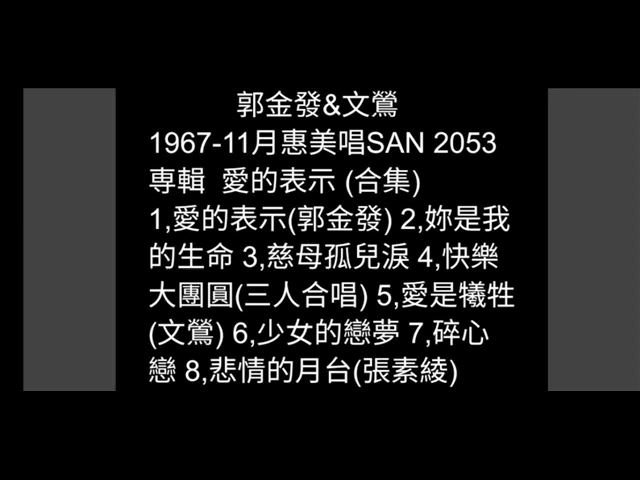 郭金發&文鶯
1967-11月惠美唱SAN 2053
専輯 愛的表示 (合集)
1,愛的表示(郭金發) 2,妳是我
的生命 3,慈母孤兒淚 4,快樂
大團圓(三人合唱) 5,愛是犧牲
(文鶯) 6,少女的戀夢 7,碎心
戀 8,悲情的月台(張素綾)